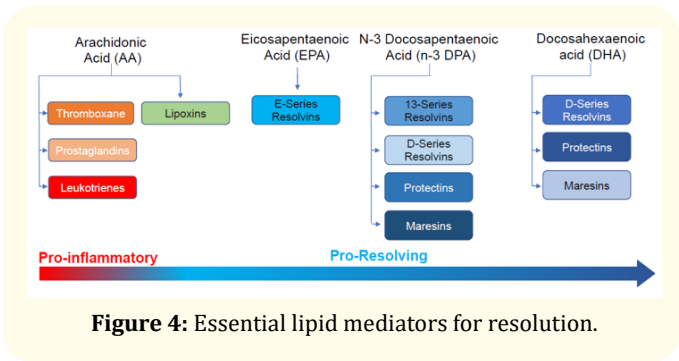 Arachidonic
Acid (AA)
Eicosapentaenoic
Acid (EPA)
N-3 Docosapentaenoic
Acid (n-3 DPA)
Docosahexaenoic
acid (DHA)
Thromboxane
Lipoxins
E-Series
Resolvins
13-Series
Resolvins
D-Series
Resolvins
Prostaglandins
D-Series
Resolvins
Protectins
Leukotrienes
Protectins
Maresins
Maresins
Pro-inflammatory
Pro-Resolving
Figure 4: Essential lipid mediators for resolution.